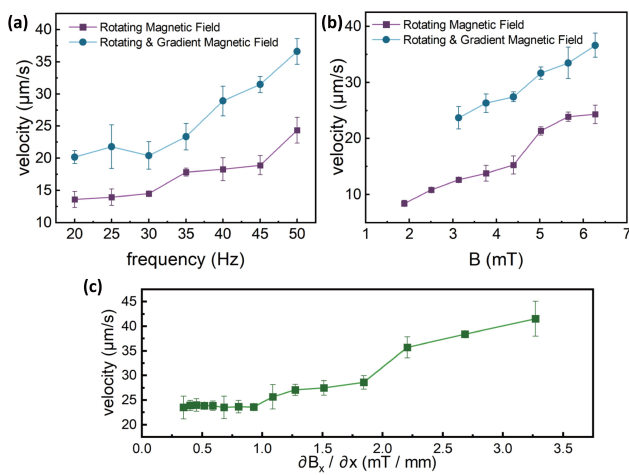 (a)
Rotating Magnetic Field
Rotating & Gradient Magnetic Field
velocity (μm/s)
40
35
30
25
20
15
10
20 25 30 35 40 45 50
frequency (Hz)
(b)
Rotating Magnetic Field
Rotating & Gradient Magnetic Field
velocity (μm/s)
40
30
20
10
1 2 3 4 5 6 7
B (mT)
(c)
velocity (μm/s)
45
40
35
30
25
20
0.0 0.5 1.0 1.5 2.0 2.5 3.0 3.5
∂Bₓ / ∂x (mT / mm)